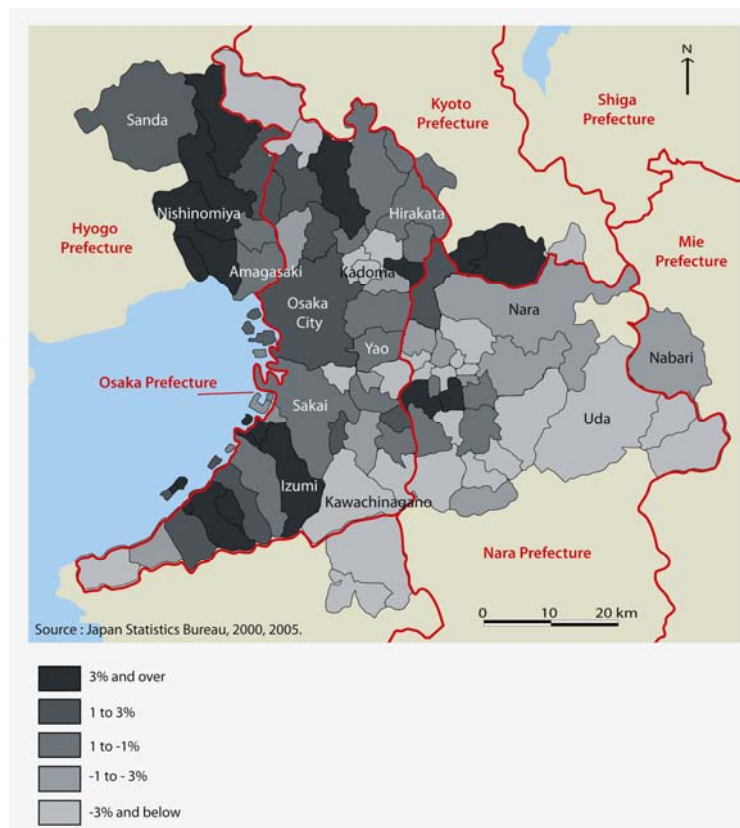 N
Kyoto
Prefecture
Shiga
Prefecture
Sanda
Hyogo
Prefecture
Nishinomiya
Hirakata
Mie
Prefecture
Amagasaki
Kadoma
Osaka
City
Nara
Yao
Nabari
Osaka Prefecture
Sakai
Uda
Izumi
Kawachinagano
Nara Prefecture
0 10 20 km
Source : Japan Statistics Bureau, 2000, 2005.
3% and over
1 to 3%
1 to -1%
-1 to - 3%
-3% and below